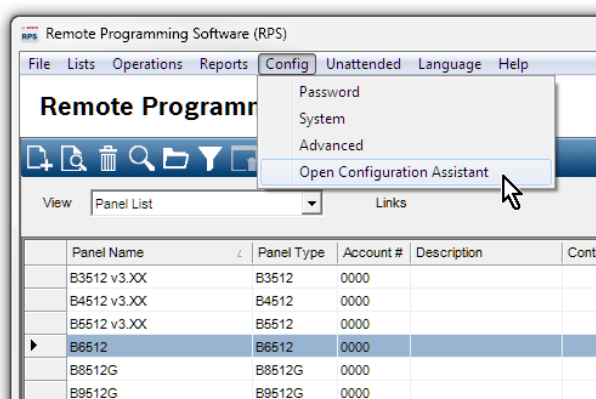 RPS Remote Programming Software (RPS)
File Lists Operations Reports Config Unattended Language Help
Password
Remote Programm
System
Advanced
Open Configuration Assistant
View Panel List Links
Panel Name Panel Type Account # Description Cont
B3512 v3.XX B3512 0000
B4512 v3.XX B4512 0000
B5512 v3.XX B5512 0000
B6512 B6512 0000
B8512G B8512G 0000
B9512G B9512G 0000